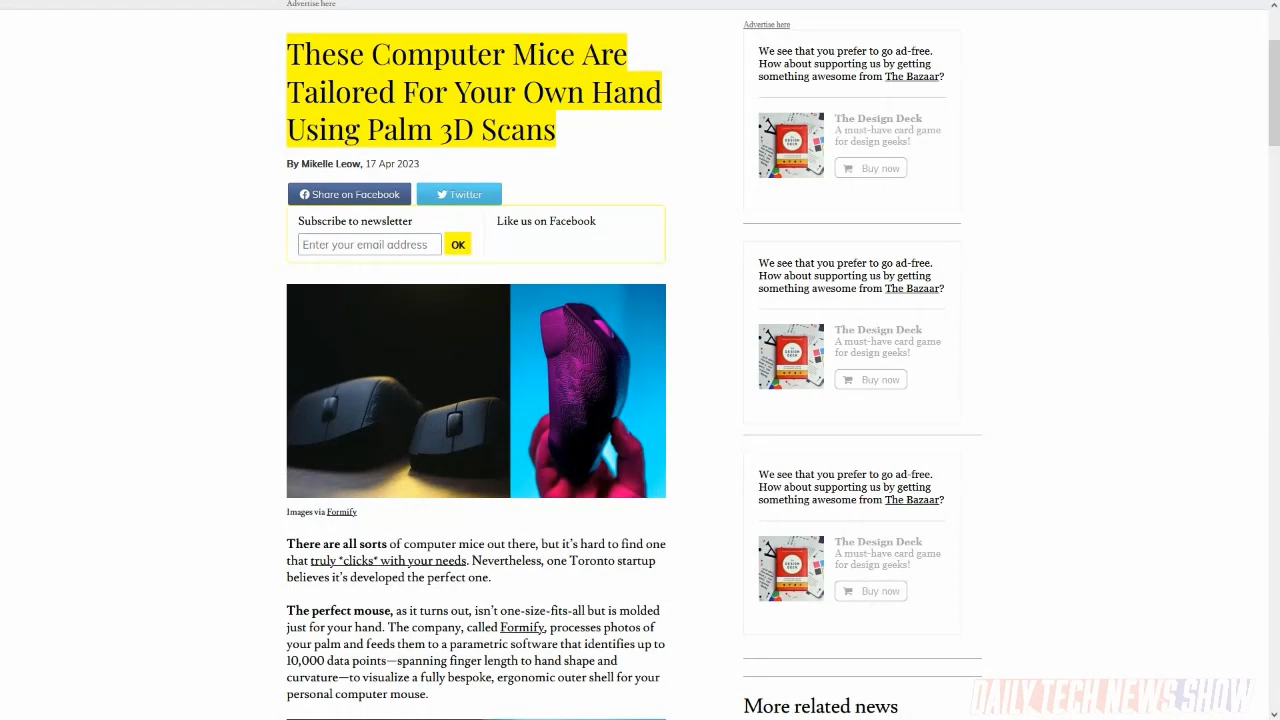 Advertise here
These Computer Mice Are
Tailored For Your Own Hand
Using Palm 3D Scans
By Mikelle Leow, 17 Apr 2023
Share on Facebook
Twitter
Subscribe to newsletter
Like us on Facebook
Enter your email address
OK
Images via Formify
There are all sorts of computer mice out there, but it’s hard to find one
that truly *clicks* with your needs. Nevertheless, one Toronto startup
believes it’s developed the perfect one.
The perfect mouse, as it turns out, isn’t one-size-fits-all but is molded
just for your hand. The company, called Formify, processes photos of
your palm and feeds them to a parametric software that identifies up to
10,000 data points—spanning finger length to hand shape and
curvature—to visualize a fully bespoke, ergonomic outer shell for your
personal computer mouse.
Advertise here
We see that you prefer to go ad-free.
How about supporting us by getting
something awesome from The Bazaar?
The Design Deck
A must-have card game
for design geeks!
Buy now
We see that you prefer to go ad-free.
How about supporting us by getting
something awesome from The Bazaar?
The Design Deck
A must-have card game
for design geeks!
Buy now
We see that you prefer to go ad-free.
How about supporting us by getting
something awesome from The Bazaar?
The Design Deck
A must-have card game
for design geeks!
Buy now
More related news
DAILY TECH NEWS SHOW